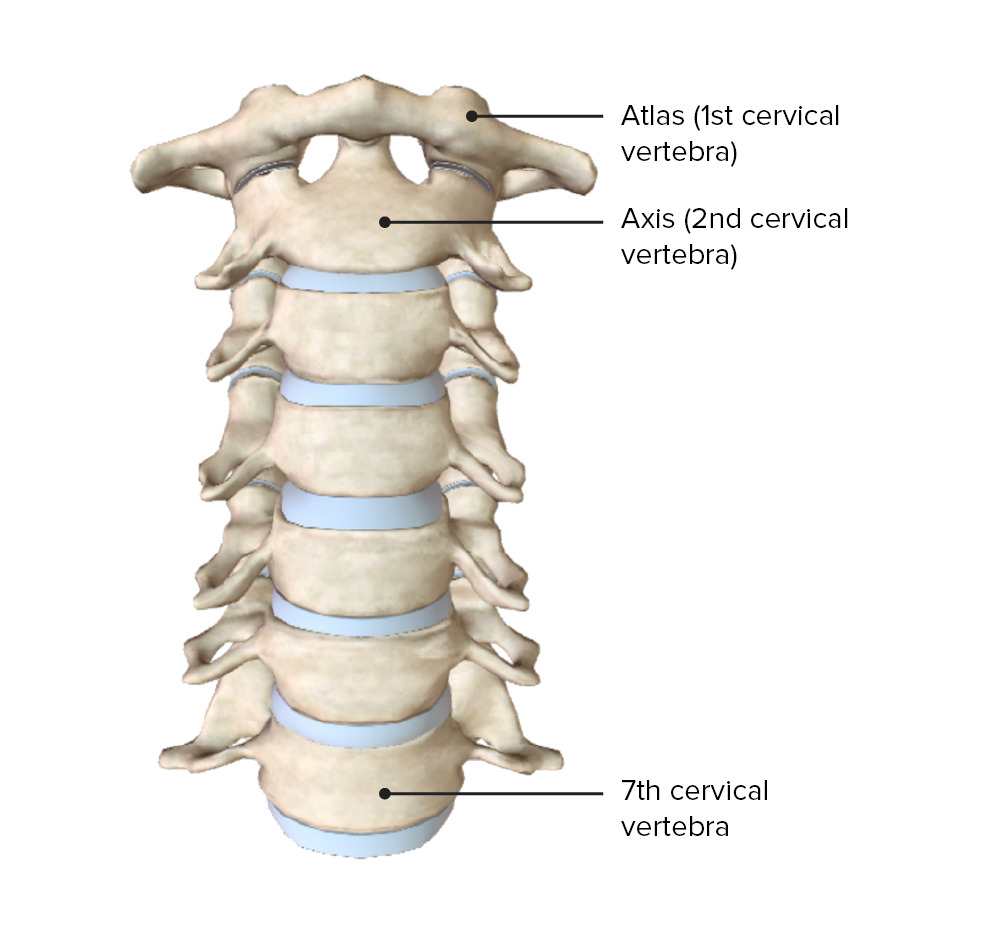 Atlas (1st cervical
vertebra)
Axis (2nd cervical
vertebra)
7th cervical
vertebra